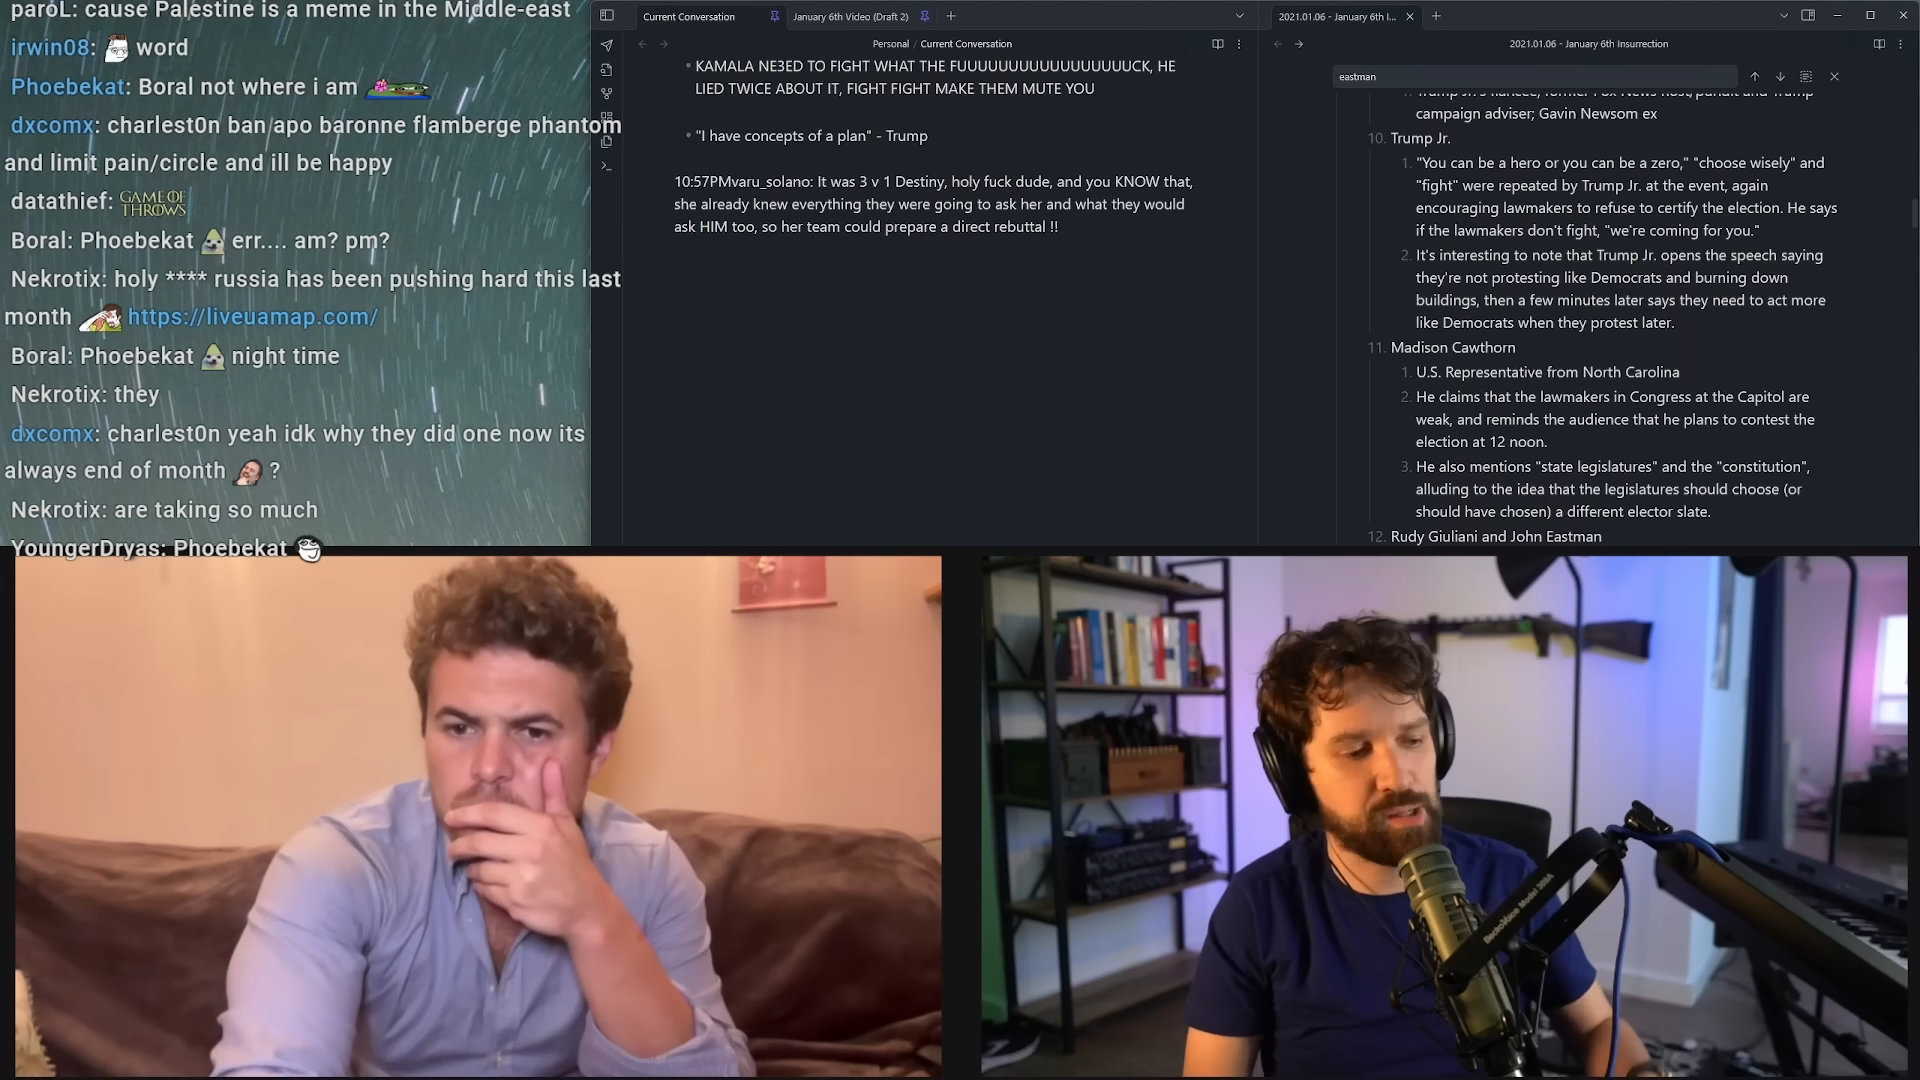 paroL: cause Palestine is a meme in the Middle-east
irwin08: word
Phoebekat: Boral not where i am
dxcomx: charlest0n ban apo baronne flamberge phantom
and limit pain/circle and ill be happy
datathief: GAME OF THROWS
Boral: Phoebekat err.... am? pm?
Nekrotix: holy **** russia has been pushing hard this last
month https://liveuamap.com/
Boral: Phoebekat night time
Nekrotix: they
dxcomx: charlest0n yeah idk why they did one now its
always end of month ?
Nekrotix: are taking so much
YoungerDryas: Phoebekat
Current Conversation
January 6th Video (Draft 2)
Personal / Current Conversation
• KAMALA NE3ED TO FIGHT WHAT THE FUUUUUUUUUUUUUUUUUCK, HE
LIED TWICE ABOUT IT, FIGHT FIGHT MAKE THEM MUTE YOU
• "I have concepts of a plan" - Trump
10:57PMvaru_solano: It was 3 v 1 Destiny, holy fuck dude, and you KNOW that,
she already knew everything they were going to ask her and what they would
ask HIM too, so her team could prepare a direct rebuttal !!
2021.01.06 - January 6th I...
2021.01.06 - January 6th Insurrection
eastman
1. Trump Jr.'s fiancée, former Fox News host/pundit and Trump
campaign adviser; Gavin Newsom ex
10. Trump Jr.
1. "You can be a hero or you can be a zero," "choose wisely" and
"fight" were repeated by Trump Jr. at the event, again
encouraging lawmakers to refuse to certify the election. He says
if the lawmakers don't fight, "we're coming for you."
2. It's interesting to note that Trump Jr. opens the speech saying
they're not protesting like Democrats and burning down
buildings, then a few minutes later says they need to act more
like Democrats when they protest later.
11. Madison Cawthorn
1. U.S. Representative from North Carolina
2. He claims that the lawmakers in Congress at the Capitol are
weak, and reminds the audience that he plans to contest the
election at 12 noon.
3. He also mentions "state legislatures" and the "constitution",
alluding to the idea that the legislatures should choose (or
should have chosen) a different elector slate.
12. Rudy Giuliani and John Eastman
ElectroVoice Model 309A